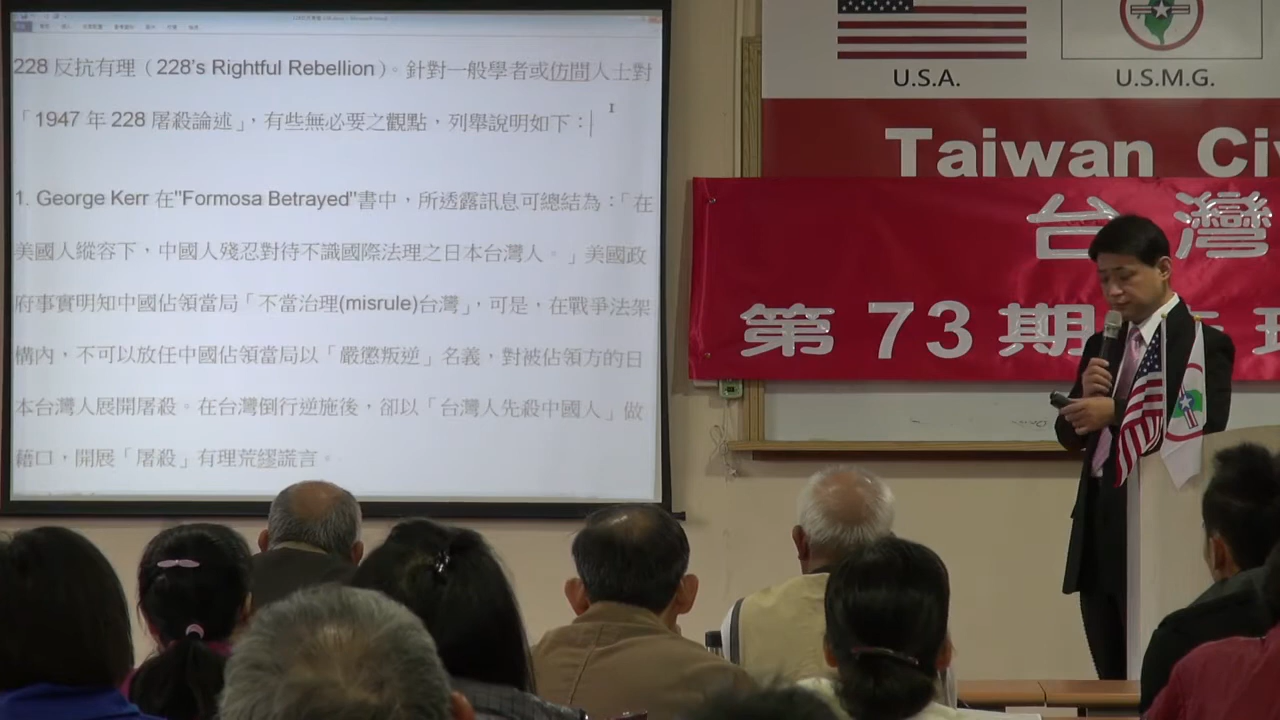 228 反抗有理（228's Rightful Rebellion）。針對一般學者或仿間人士對
「1947 年 228 屠殺論述」，有些無必要之觀點，列舉說明如下：
1. George Kerr 在"Formosa Betrayed"書中，所透露訊息可總結為：「在
美國人縱容下、中國人殘忍對待不識國際法理之日本台灣人。」美國政
府事實明知中國佔領當局「不當治理(misrule)台灣」，可是，在戰爭法架
構內，不可以放任中國佔領當局以「嚴懲叛逆」名義，對被佔領方的日
本台灣人展開屠殺。在台灣倒行逆施後，卻以「台灣人先殺中國人」做
藉口，開展「屠殺」有理荒繆謊言。
U.S.A.
U.S.M.G.
Taiwan Ci
台灣
第 73 期